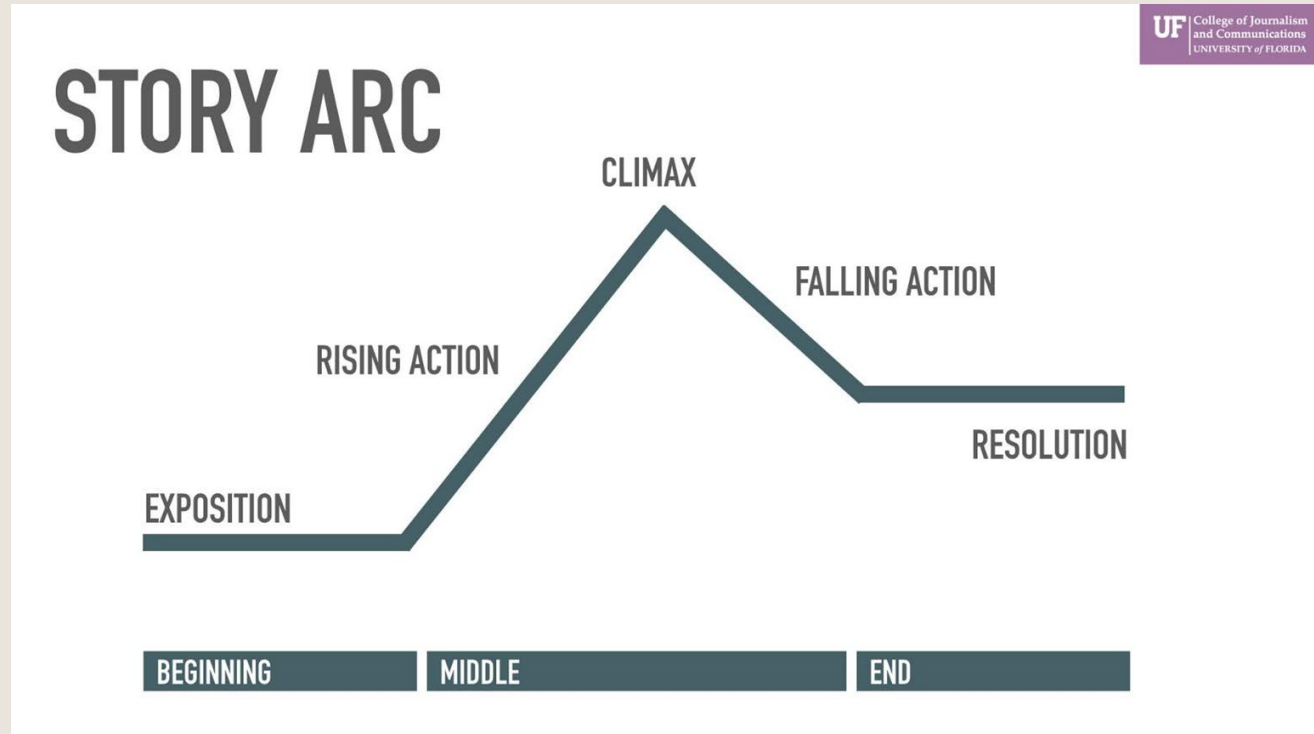 UF College of Journalism
and Communications
UNIVERSITY of FLORIDA
STORY ARC
CLIMAX
FALLING ACTION
RISING ACTION
RESOLUTION
EXPOSITION
BEGINNING
MIDDLE
END